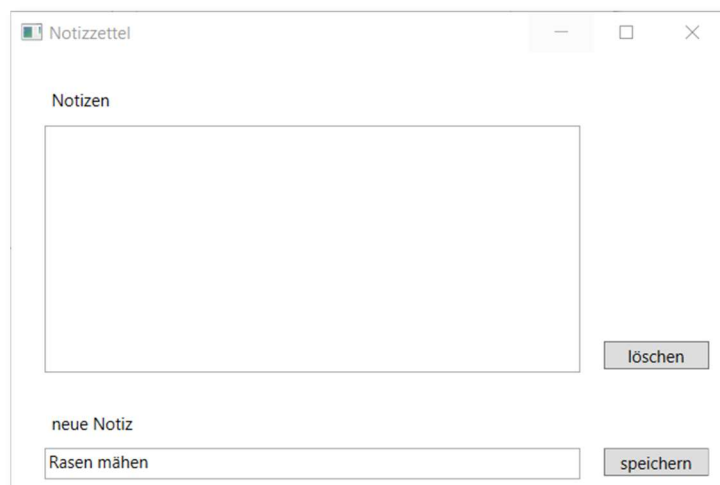 Notizzettel
Notizen
löschen
neue Notiz
Rasen mähen
speichern